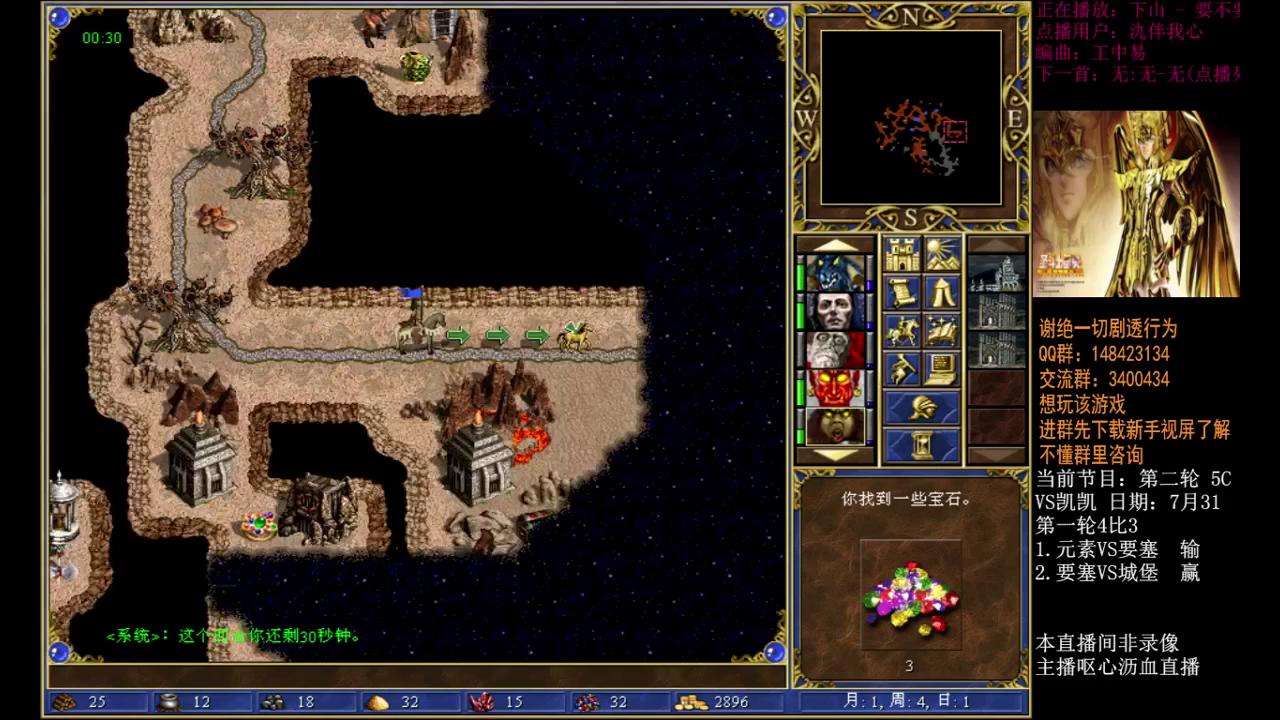 00:30
N
W
E
S
正在播放：下山 - 要不要
点播用户：氿伴我心
编曲：工中易
下一首：无:无-无(点播
谢绝一切剧透行为
QQ群：148423134
交流群：3400434
想玩该游戏
进群先下载新手视屏了解
不懂群里咨询
当前节目：第二轮 5C
VS凯凯 日期：7月31
第一轮4比3
1.元素VS要塞 输
2.要塞VS城堡 赢
本直播间非录像
主播呕心沥血直播
你找到一些宝石。
3
<系统>：这个回合你还剩30秒钟。
25 12 18 32 15 32 2896
月:1, 周:4, 日:1